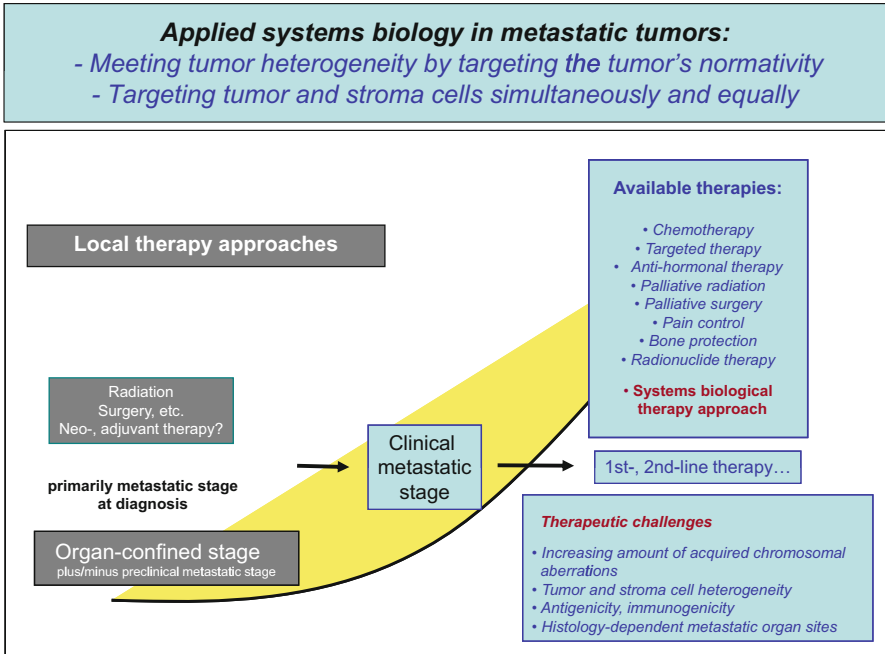 Applied systems biology in metastatic tumors:
- Meeting tumor heterogeneity by targeting the tumor's normativity
- Targeting tumor and stroma cells simultaneously and equally
Local therapy approaches
Radiation
Surgery, etc.
Neo-, adjuvant therapy?
primarily metastatic stage
at diagnosis
Organ-confined stage
plus/minus preclinical metastatic stage
Clinical
metastatic
stage
Available therapies:
• Chemotherapy
• Targeted therapy
• Anti-hormonal therapy
• Palliative radiation
• Palliative surgery
• Pain control
• Bone protection
• Radionuclide therapy
• Systems biological
therapy approach
1st-, 2nd-line therapy…
Therapeutic challenges
• Increasing amount of acquired chromosomal
aberrations
• Tumor and stroma cell heterogeneity
• Antigenicity, immunogenicity
• Histology-dependent metastatic organ sites